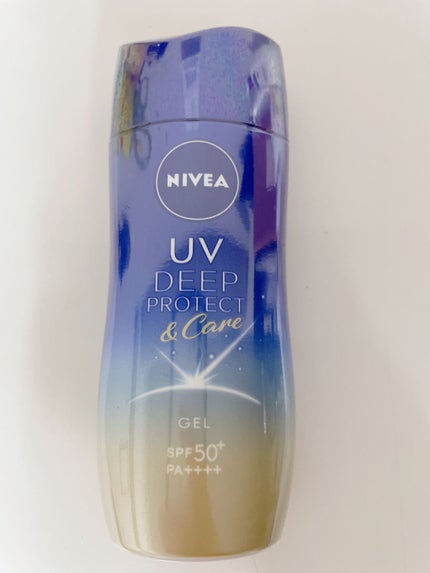 NIVEA
UV
DEEP
PROTECT
& Care
GEL
SPF50+
PA++++